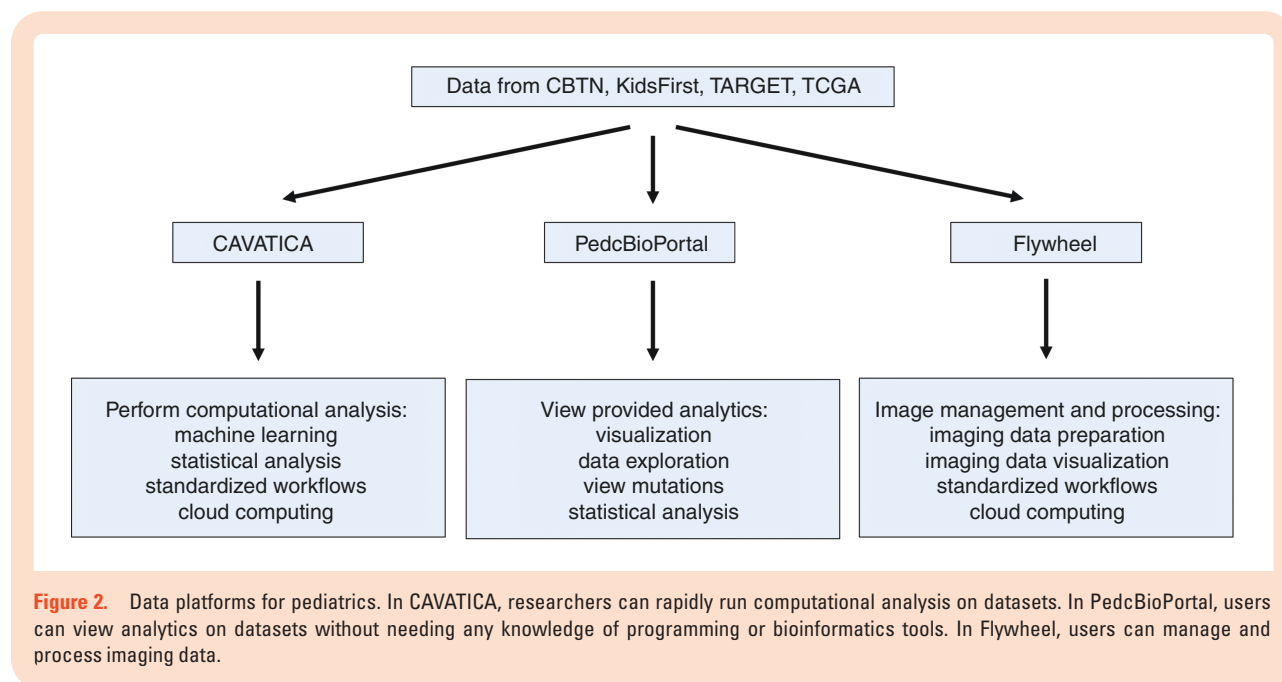 Data from CBTN, KidsFirst, TARGET, TCGA
CAVATICA
PedcBioPortal
Flywheel
Perform computational analysis:
machine learning
statistical analysis
standardized workflows
cloud computing
View provided analytics:
visualization
data exploration
view mutations
statistical analysis
Image management and processing:
imaging data preparation
imaging data visualization
standardized workflows
cloud computing
Figure 2. Data platforms for pediatrics. In CAVATICA, researchers can rapidly run computational analysis on datasets. In PedcBioPortal, users
can view analytics on datasets without needing any knowledge of programming or bioinformatics tools. In Flywheel, users can manage and
process imaging data.